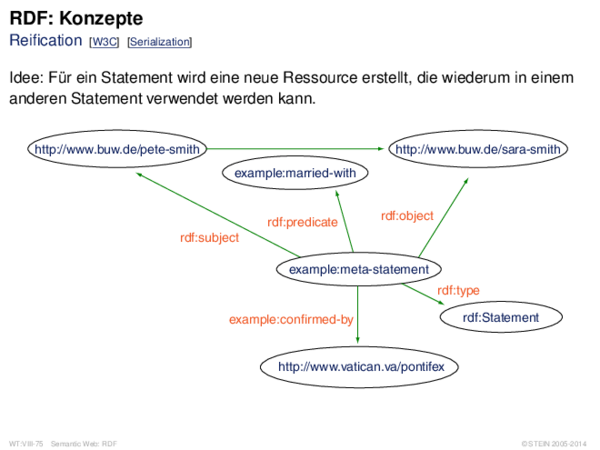 RDF: Konzepte
Reification [W3C] [Serialization]
Idee: Für ein Statement wird eine neue Ressource erstellt, die wiederum in einem
anderen Statement verwendet werden kann.
http://www.buw.de/pete-smith
http://www.buw.de/sara-smith
example:married-with
rdf:subject
rdf:predicate
rdf:object
example:meta-statement
rdf:type
example:confirmed-by
rdf:Statement
http://www.vatican.va/pontifex
WT:VIII-75 Semantic Web: RDF
© STEIN 2005-2014